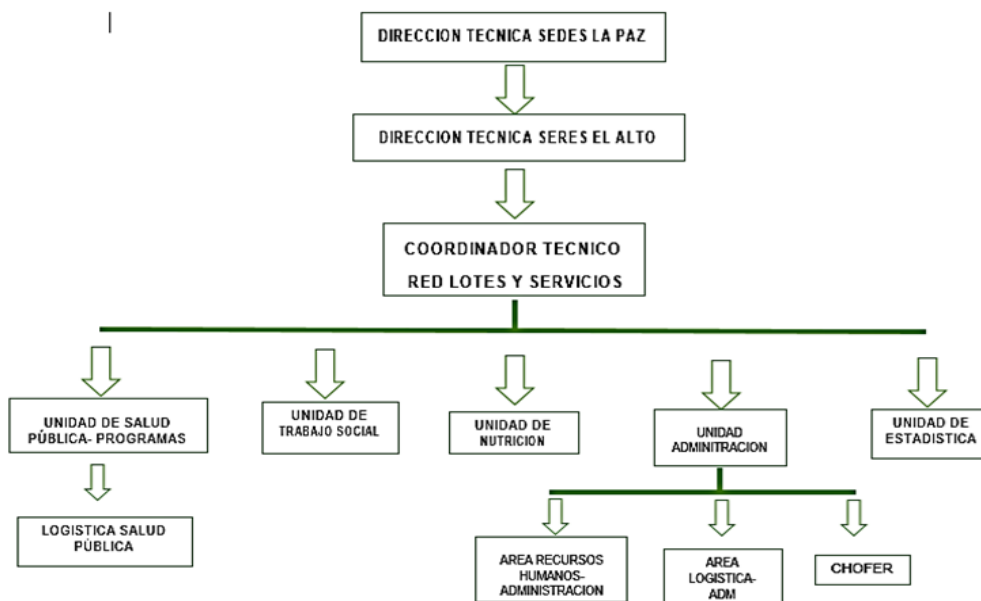 DIRECCION TECNICA SEDES LA PAZ
DIRECCION TECNICA SERES EL ALTO
COORDINADOR TECNICO
RED LOTES Y SERVICIOS
UNIDAD DE SALUD
PÚBLICA- PROGRAMAS
UNIDAD DE
TRABAJO SOCIAL
UNIDAD DE
NUTRICION
UNIDAD
ADMINITRACION
UNIDAD DE
ESTADISTICA
LOGISTICA SALUD
PÚBLICA
AREA RECURSOS
HUMANOS-
ADMINISTRACION
AREA
LOGISTICA-
ADM
CHOFER